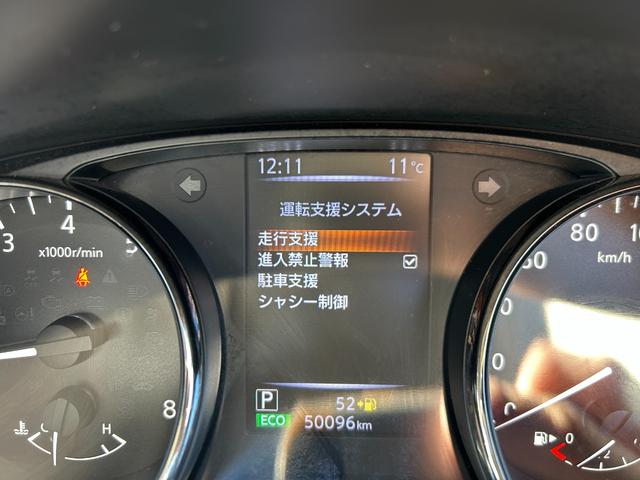 12:11 11℃
運転支援システム
走行支援
進入禁止警報
駐車支援
シャシー制御
P 52
ECO 50096km
3 4 5
x1000r/min
8
C H
80
km/h
0